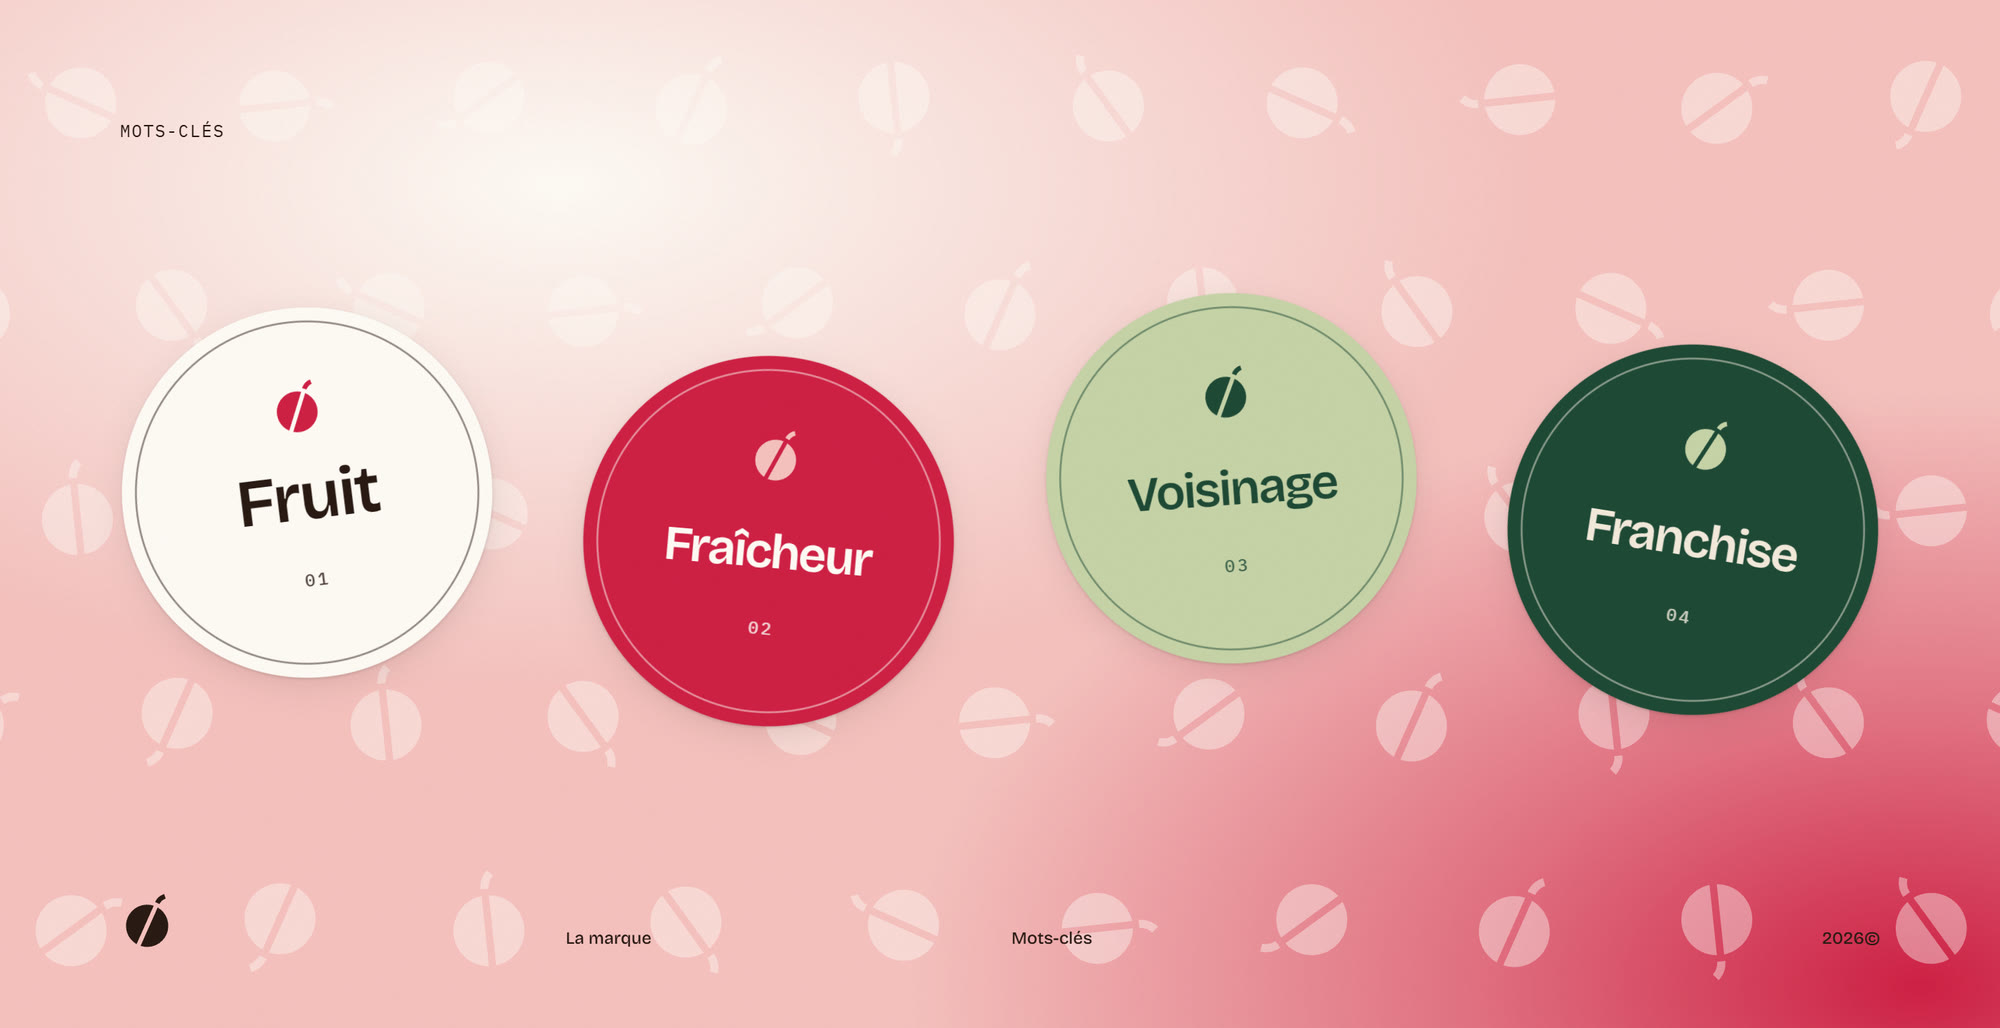 MOTS-CLÉS
Fruit
01
Fraîcheur
02
Voisinage
03
Franchise
04
La marque
Mots-clés
2026©